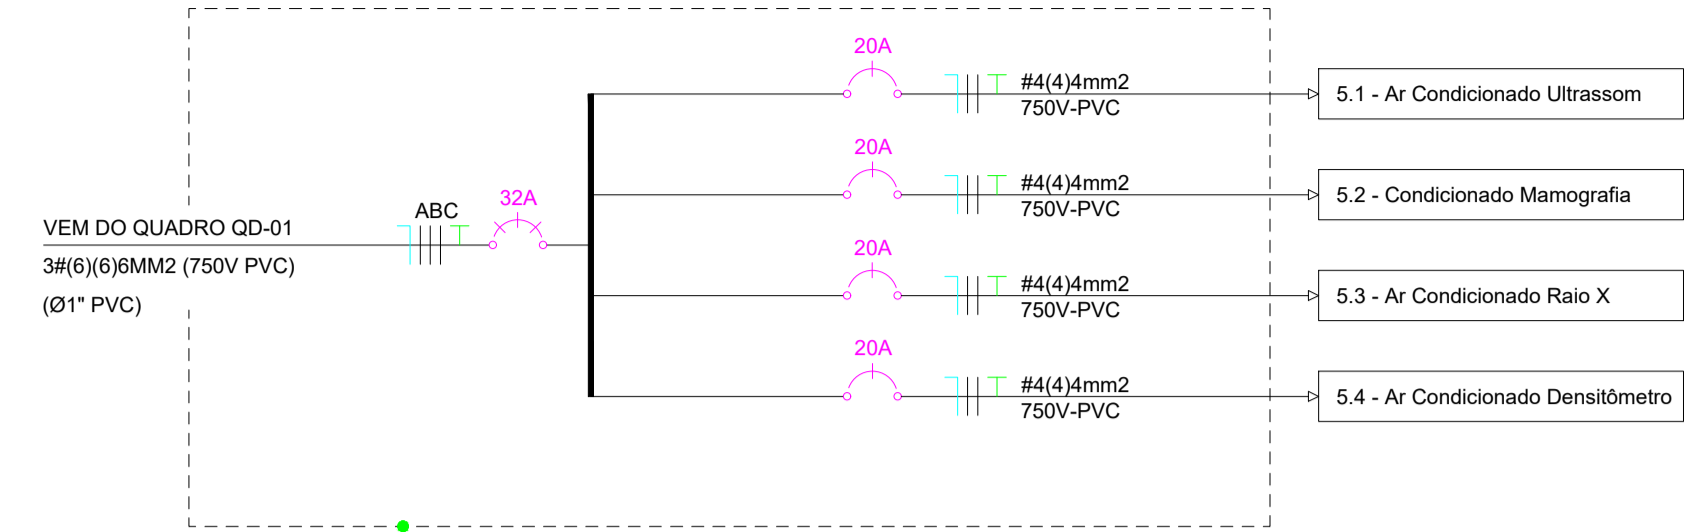 20A
#4(4)4mm2
750V-PVC
5.1 - Ar Condicionado Ultrassom
20A
#4(4)4mm2
750V-PVC
5.2 - Condicionado Mamografia
32A
ABC
VEM DO QUADRO QD-01
3#(6)(6)6MM2 (750V PVC)
(Ø1" PVC)
20A
#4(4)4mm2
750V-PVC
5.3 - Ar Condicionado Raio X
20A
#4(4)4mm2
750V-PVC
5.4 - Ar Condicionado Densitômetro